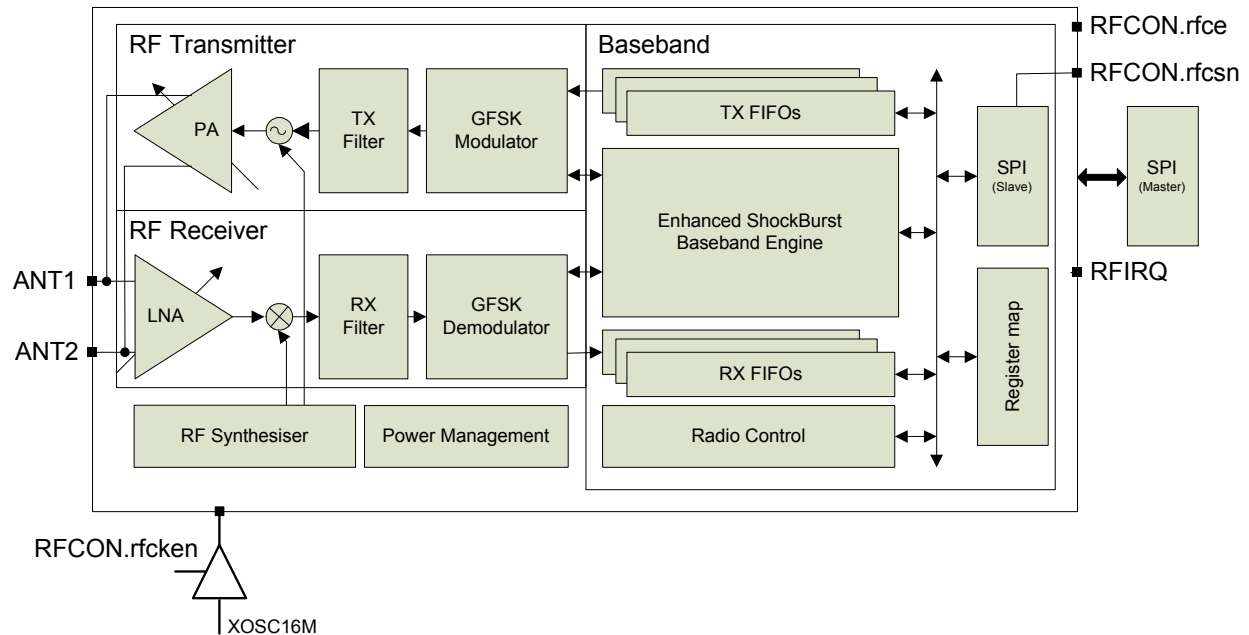 RF Transmitter
Baseband
RFCON.rfce
RFCON.rfcsn
PA
TX
Filter
GFSK
Modulator
TX FIFOs
SPI
(Slave)
SPI
(Master)
Enhanced ShockBurst
Baseband Engine
RF Receiver
ANT1
ANT2
LNA
RX
Filter
GFSK
Demodulator
RFIRQ
RX FIFOs
Register map
RF Synthesiser
Power Management
Radio Control
RFCON.rfcken
XOSC16M